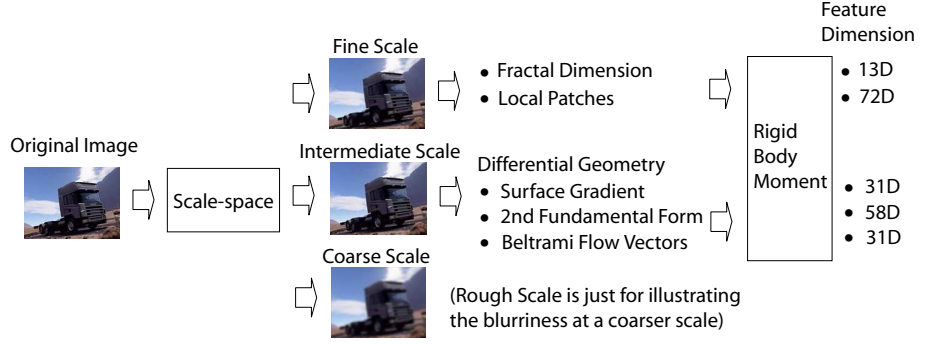 Feature
Dimension
Fine Scale
• Fractal Dimension
• Local Patches
• 13D
• 72D
Original Image
Scale-space
Intermediate Scale
Differential Geometry
• Surface Gradient
• 2nd Fundamental Form
• Beltrami Flow Vectors
Rigid
Body
Moment
• 31D
• 58D
• 31D
Coarse Scale
(Rough Scale is just for illustrating
the blurriness at a coarser scale)